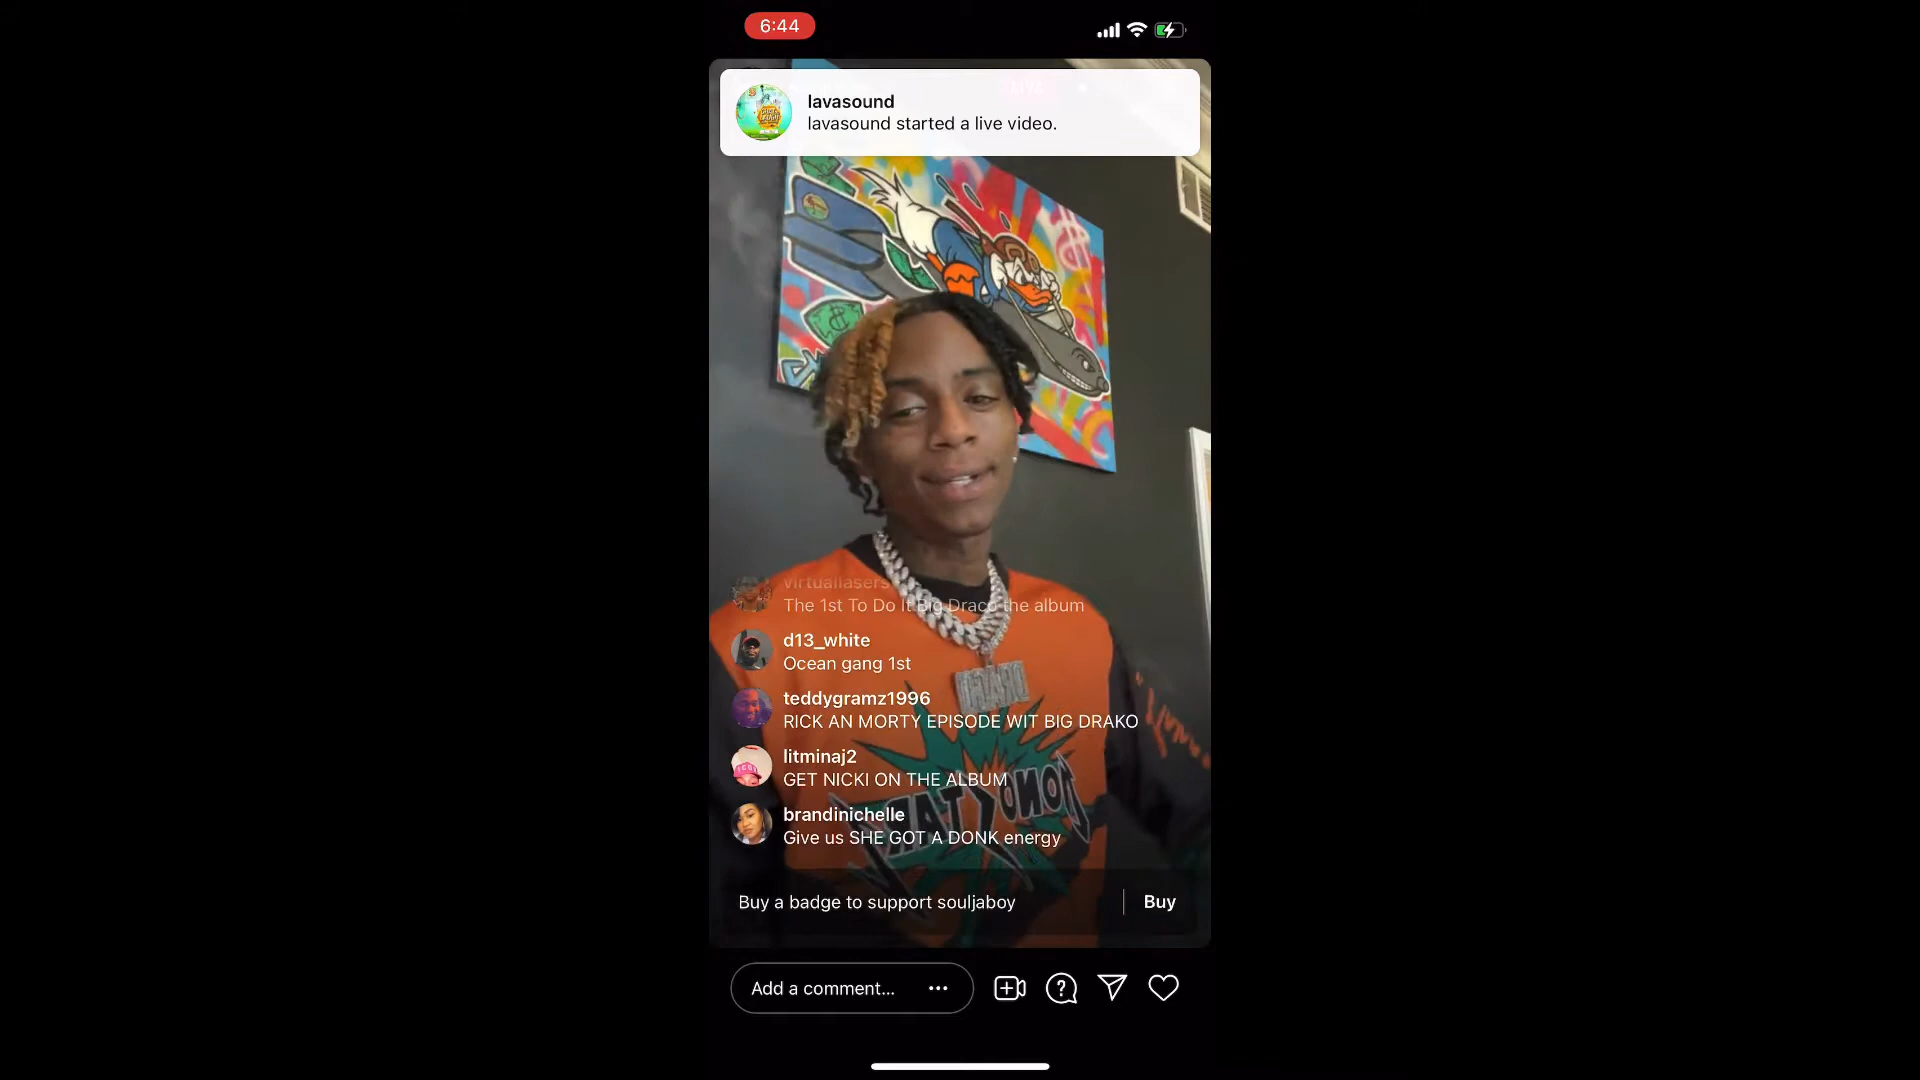 6:44
LIVE
lavasound
lavasound started a live video.
virtuallasers
The 1st To Do It Big Draco the album
d13_white
Ocean gang 1st
teddygramz1996
RICK AN MORTY EPISODE WIT BIG DRAKO
litminaj2
GET NICKI ON THE ALBUM
brandinichelle
Give us SHE GOT A DONK energy
Buy a badge to support souljaboy
Buy
Add a comment...